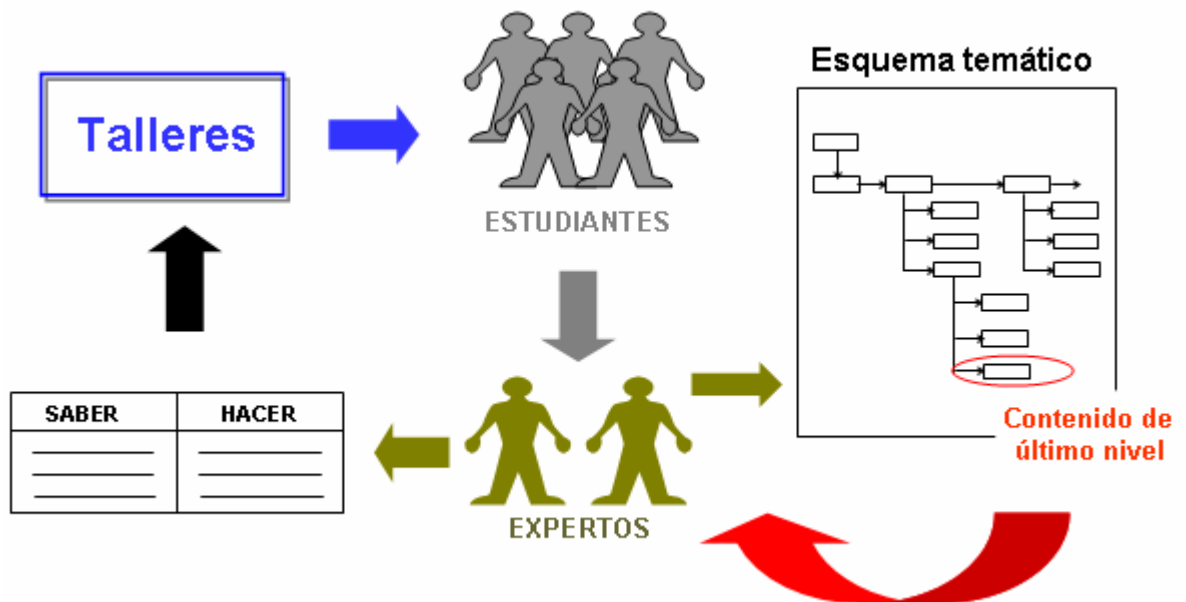 Talleres
ESTUDIANTES
Esquema temático
SABER
HACER
EXPERTOS
Contenido de
último nivel